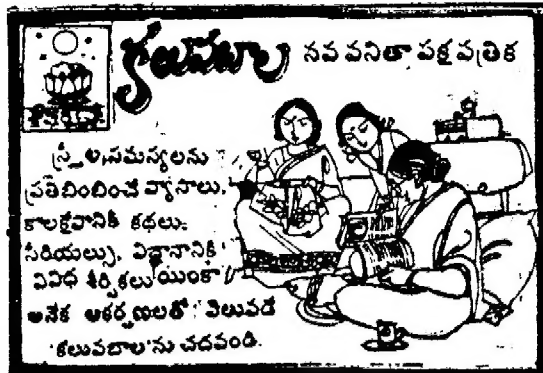 కలువబాల నవ వనితా పక్ష పత్రిక
స్త్రీల సమస్యలను
ప్రతిబింబించే వ్యాసాలు,
కాలక్షేపానికి కథలు,
సీరియల్సు, విజ్ఞానానికి
వివిధ శీర్షికలు యింకా
అనేక ఆకర్షణలతో వెలువడే
'కలువబాల'ను చదవండి.